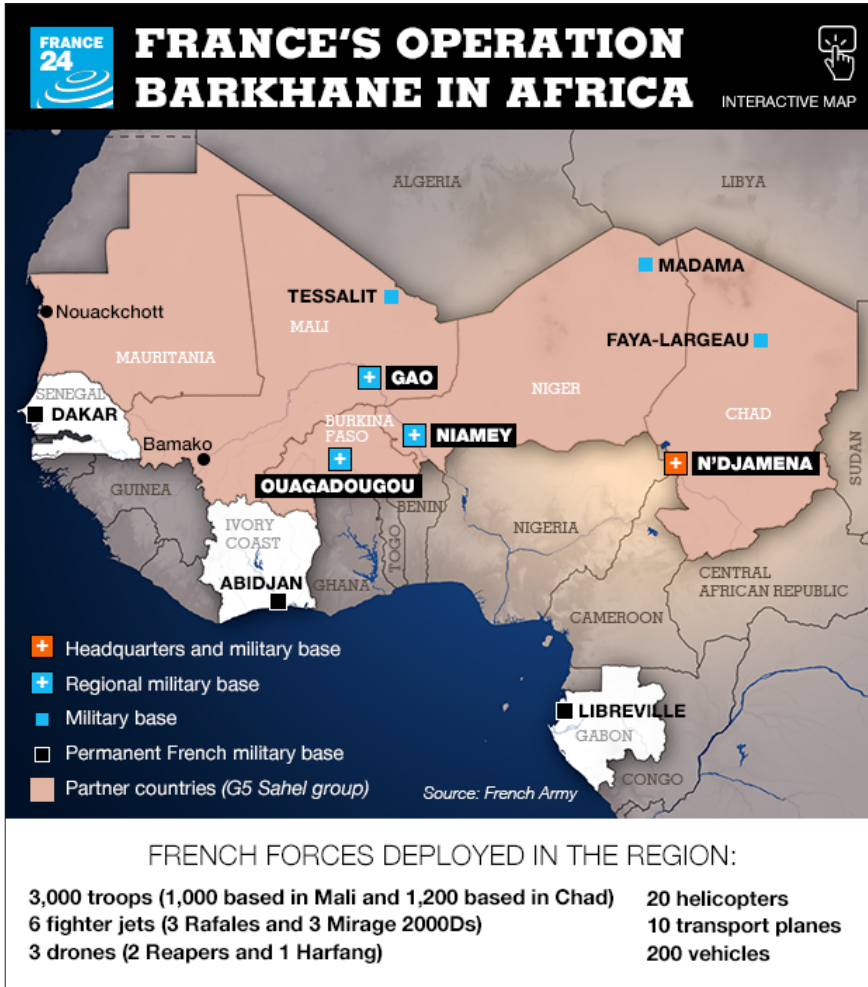 FRANCE
24
FRANCE'S OPERATION
BARKHANE IN AFRICA
INTERACTIVE MAP
ALGERIA
LIBYA
MADAMA
TESSALIT
Nouackchott
MALI
FAYA-LARGEAU
MAURITANIA
GAO
NIGER
SENEGAL
DAKAR
CHAD
BURKINA
FASO
NIAMEY
Bamako
SUDAN
N'DJAMENA
OUAGADOUGOU
GUINEA
BENIN
IVORY
COAST
NIGERIA
TOGO
ABIDJAN
GHANA
CENTRAL
AFRICAN REPUBLIC
CAMEROON
Headquarters and military base
Regional military base
Military base
LIBREVILLE
GABON
Permanent French military base
CONGO
Partner countries (G5 Sahel group)
Source: French Army
FRENCH FORCES DEPLOYED IN THE REGION:
3,000 troops (1,000 based in Mali and 1,200 based in Chad)
6 fighter jets (3 Rafales and 3 Mirage 2000Ds)
3 drones (2 Reapers and 1 Harfang)
20 helicopters
10 transport planes
200 vehicles